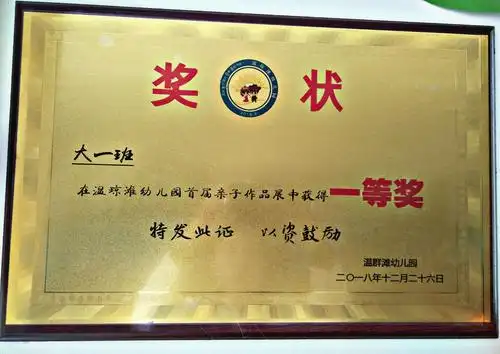 奖状
大一班
在温琼滩幼儿园首届亲子作品展中获得一等奖
特发此证 以资鼓励
温群滩幼儿园
二〇一八年十二月二十六日